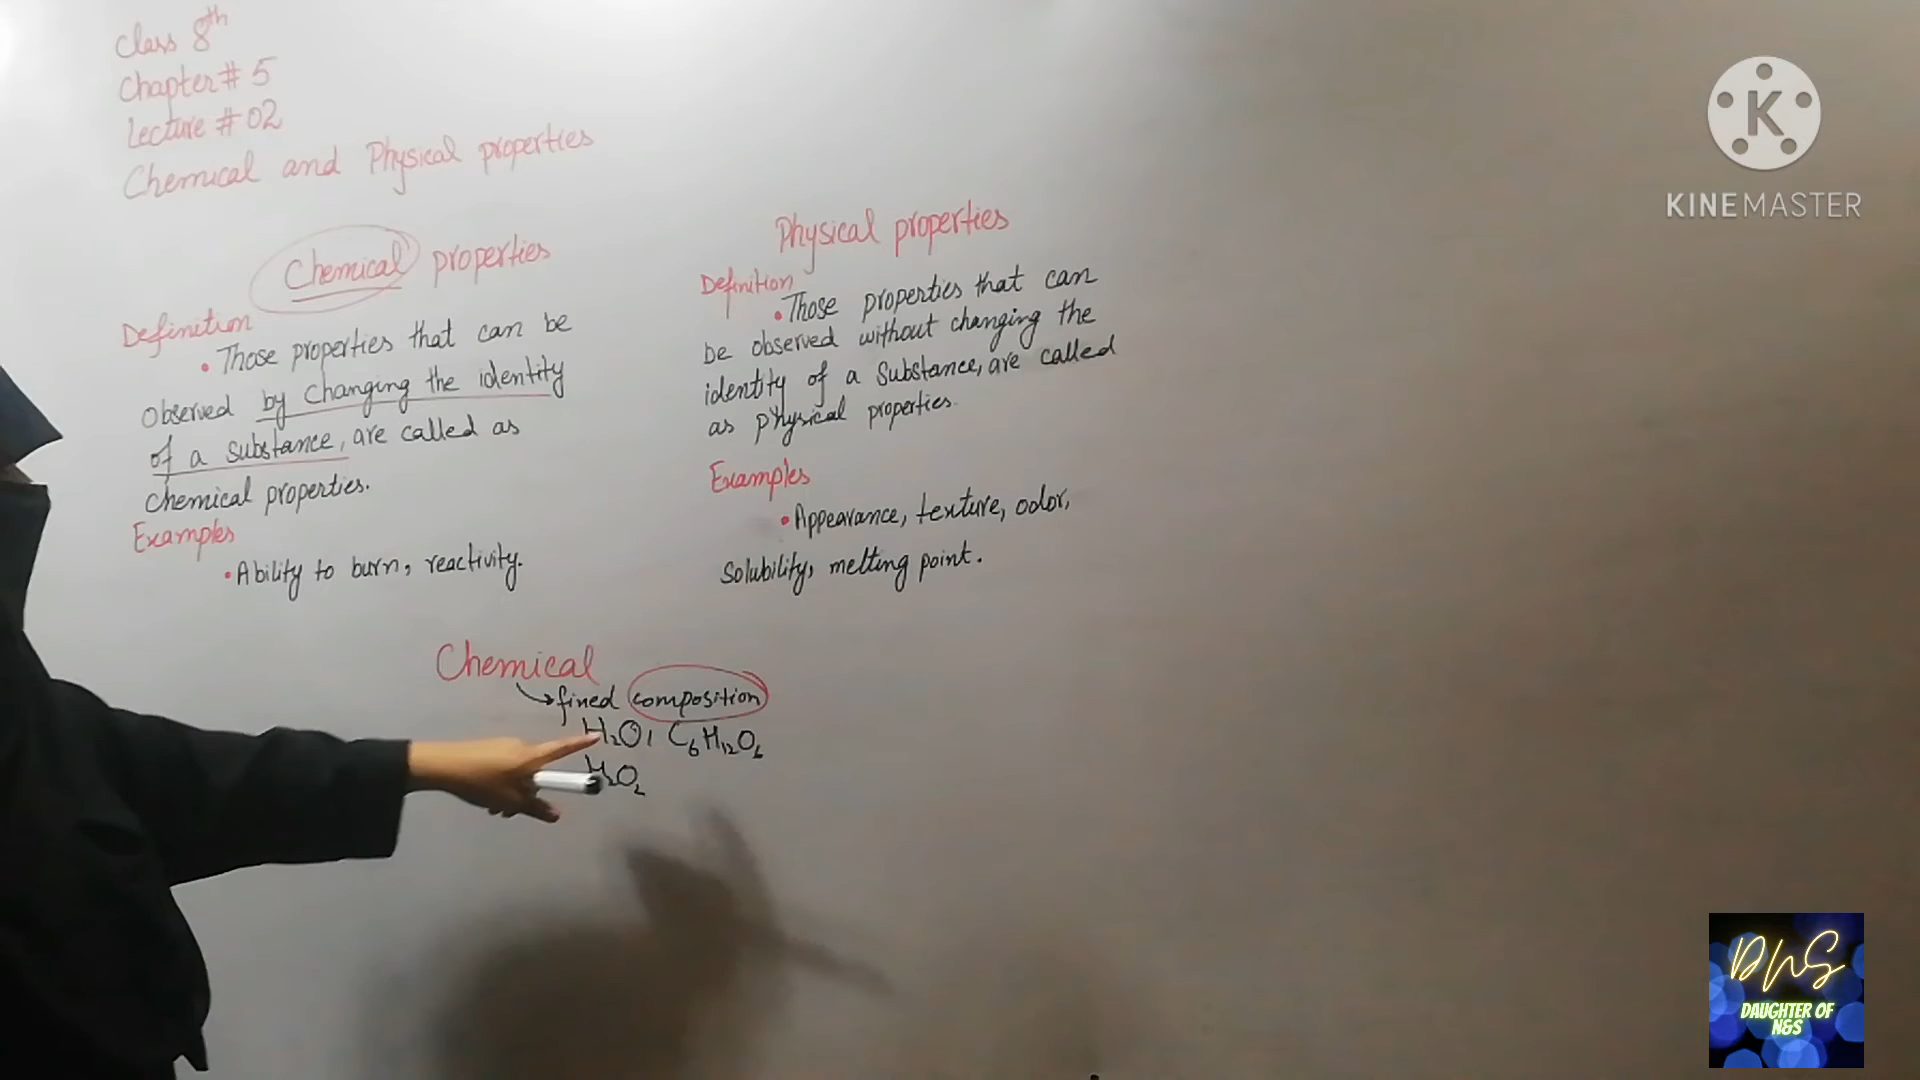 Class 8th
Chapter # 5
Lecture # 02
Chemical and Physical properties
Chemical properties
Definition
• Those properties that can be
observed by changing the identity
of a substance, are called as
chemical properties.
Examples
• Ability to burn, reactivity.
Physical properties
Definition
• Those properties that can
be observed without changing the
identity of a substance, are called
as physical properties.
Examples
• Appearance, texture, odor,
solubility, melting point.
Chemical
fixed composition
H₂O, C₆H₁₂O₆
H₂O₂
K
KINEMASTER
DNS
DAUGHTER OF
N&S